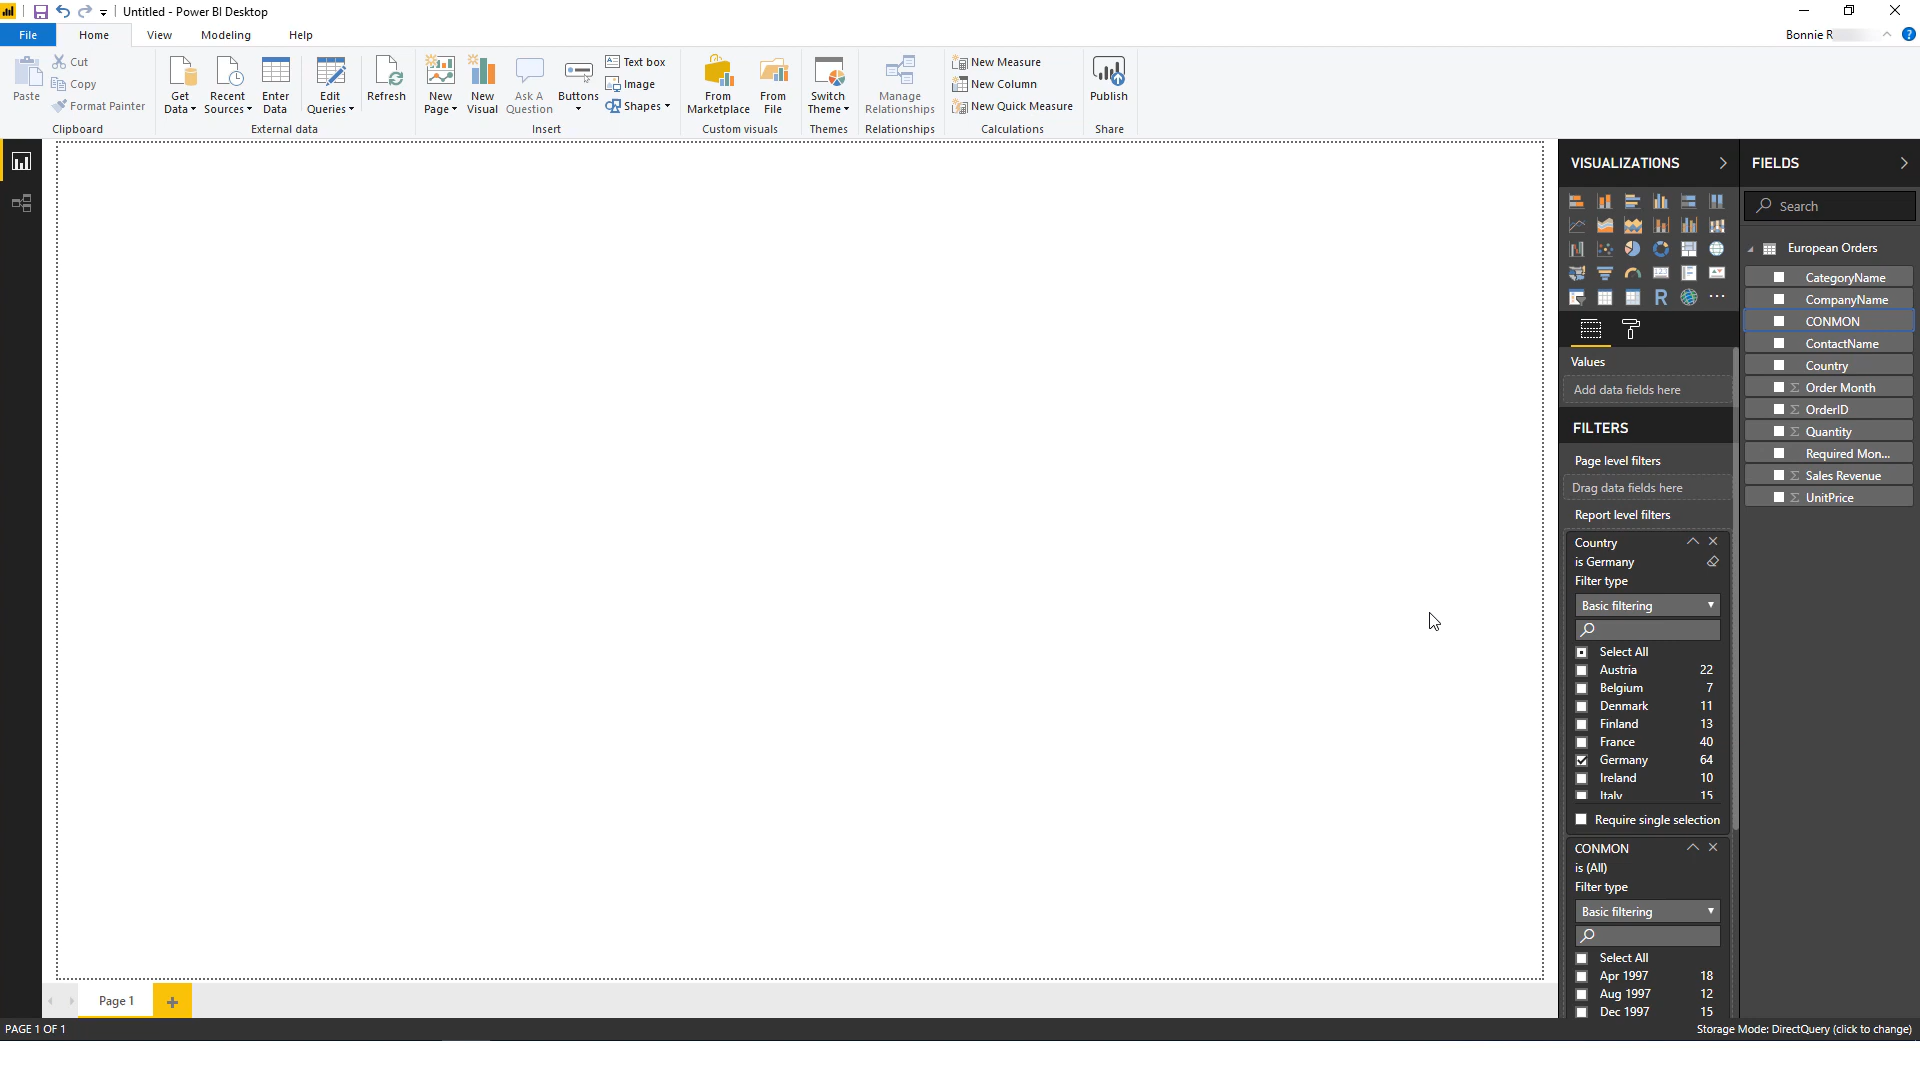 Untitled - Power BI Desktop
File Home View Modeling Help
Bonnie R
Paste
Cut
Copy
Format Painter
Clipboard
Get Data
Recent Sources
Enter Data
Edit Queries
Refresh
External data
New Page
New Visual
Ask A Question
Buttons
Text box
Image
Shapes
Insert
From Marketplace
From File
Custom visuals
Switch Theme
Themes
Manage Relationships
Relationships
New Measure
New Column
New Quick Measure
Calculations
Publish
Share
VISUALIZATIONS
R
Values
Add data fields here
FILTERS
Page level filters
Drag data fields here
Report level filters
Country
is Germany
Filter type
Basic filtering
Select All
Austria 22
Belgium 7
Denmark 11
Finland 13
France 40
Germany 64
Ireland 10
Italy 15
Require single selection
CONMON
is (All)
Filter type
Basic filtering
Select All
Apr 1997 18
Aug 1997 12
Dec 1997 15
FIELDS
Search
European Orders
CategoryName
CompanyName
CONMON
ContactName
Country
Σ Order Month
Σ OrderID
Σ Quantity
Required Mon...
Σ Sales Revenue
Σ UnitPrice
Page 1
+
PAGE 1 OF 1
Storage Mode: DirectQuery (click to change)